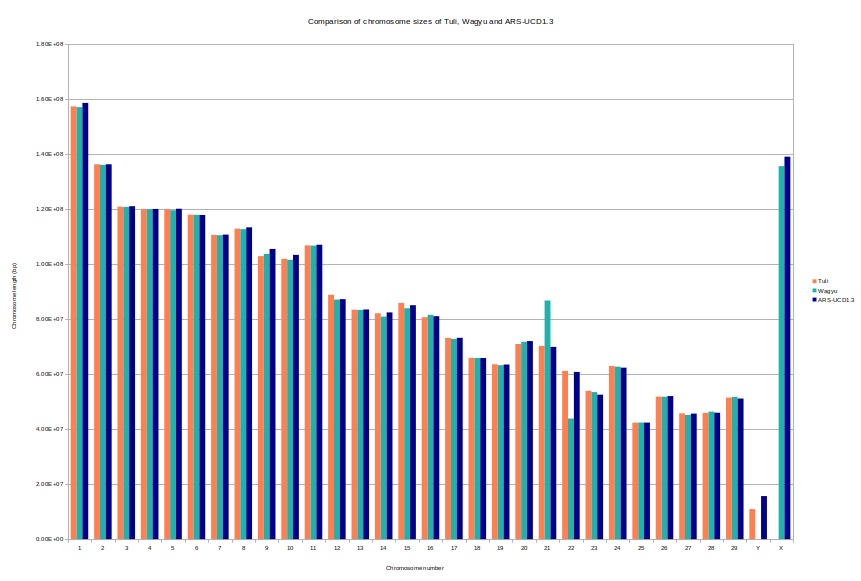 Comparison of chromosome sizes of Tuli, Wagyu and ARS-UCD1.3
1.80E+08
1.60E+08
1.40E+08
1.20E+08
1.00E+08
8.00E+07
6.00E+07
4.00E+07
2.00E+07
0.00E+00
Chromosome length (bp)
1 2 3 4 5 6 7 8 9 10 11 12 13 14 15 16 17 18 19 20 21 22 23 24 25 26 27 28 29 Y X
Chromosome number
Tuli
Wagyu
ARS-UCD1.3